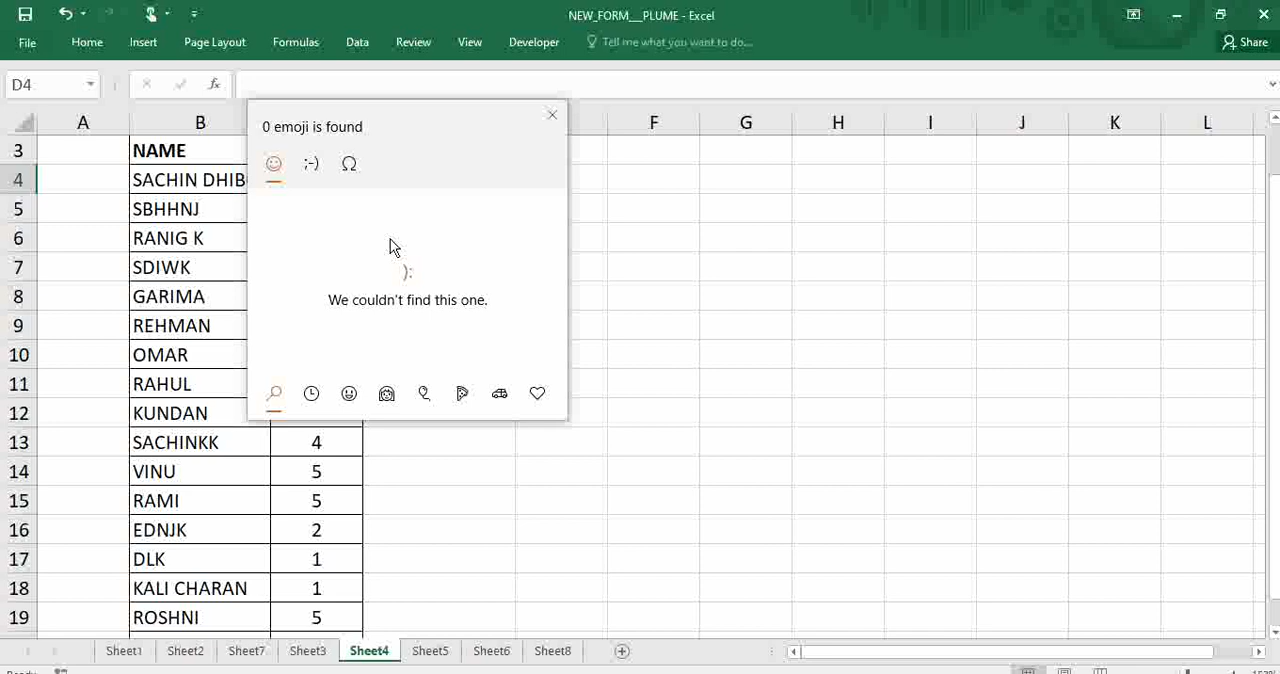 NEW_FORM__PLUME - Excel
File Home Insert Page Layout Formulas Data Review View Developer Tell me what you want to do... Share
D4 fx
0 emoji is found
;-) Ω
):
We couldn't find this one.
A B F G H I J K L
3 NAME
4 SACHIN DHIB
5 SBHHNJ
6 RANIG K
7 SDIWK
8 GARIMA
9 REHMAN
10 OMAR
11 RAHUL
12 KUNDAN
13 SACHINKK 4
14 VINU 5
15 RAMI 5
16 EDNJK 2
17 DLK 1
18 KALI CHARAN 1
19 ROSHNI 5
Sheet1 Sheet2 Sheet7 Sheet3 Sheet4 Sheet5 Sheet6 Sheet8